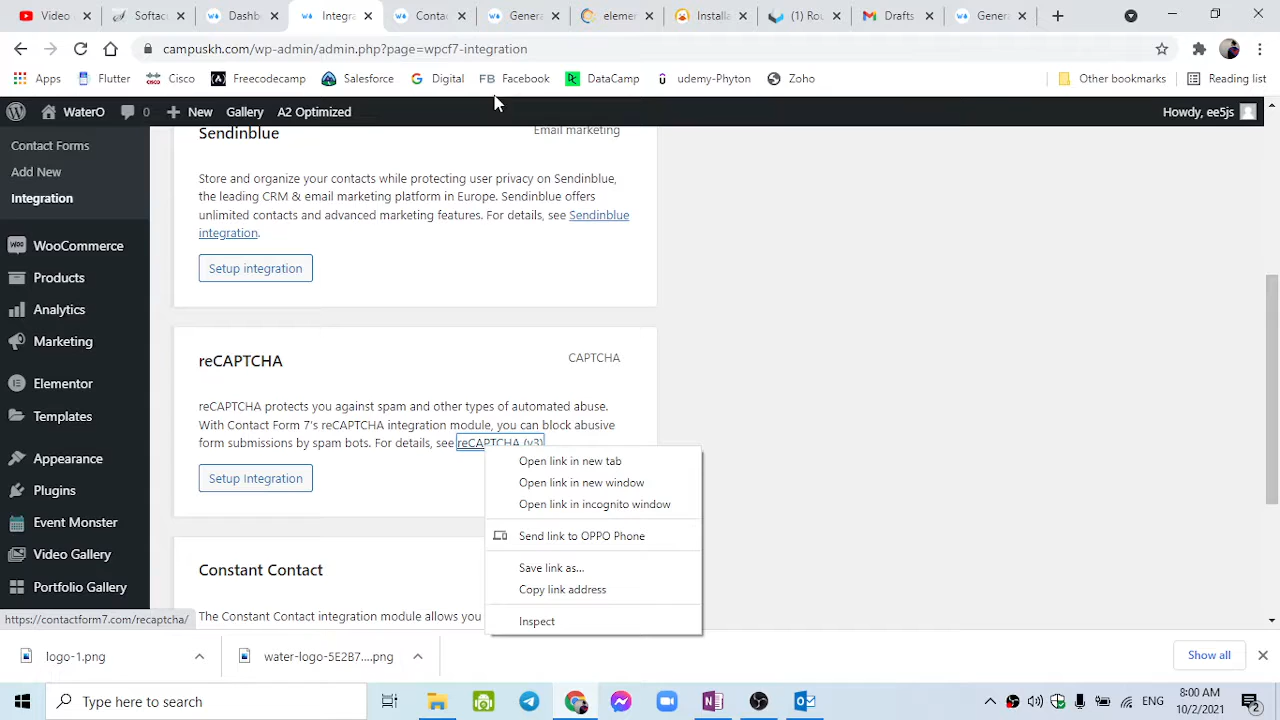 Video
Softac
Dashb
Integra
Contac
Genera
elemen
Installa
(1) Rou
Drafts
Genera
campuskh.com/wp-admin/admin.php?page=wpcf7-integration
Apps
Flutter
Cisco
Freecodecamp
Salesforce
Digital
FB Facebook
DataCamp
udemy-Phyton
Zoho
Other bookmarks
Reading list
WaterO
0
New
Gallery
A2 Optimized
Howdy, ee5js
Contact Forms
Add New
Integration
WooCommerce
Products
Analytics
Marketing
Elementor
Templates
Appearance
Plugins
Event Monster
Video Gallery
Portfolio Gallery
Sendinblue
Email marketing
Store and organize your contacts while protecting user privacy on Sendinblue,
the leading CRM & email marketing platform in Europe. Sendinblue offers
unlimited contacts and advanced marketing features. For details, see Sendinblue
integration.
Setup integration
reCAPTCHA
CAPTCHA
reCAPTCHA protects you against spam and other types of automated abuse.
With Contact Form 7's reCAPTCHA integration module, you can block abusive
form submissions by spam bots. For details, see reCAPTCHA (v3)
Setup Integration
Open link in new tab
Open link in new window
Open link in incognito window
Send link to OPPO Phone
Save link as...
Copy link address
Inspect
Constant Contact
The Constant Contact integration module allows you
https://contactform7.com/recaptcha/
logo-1.png
water-logo-5E2B7....png
Show all
Type here to search
ENG
8:00 AM
10/2/2021
2